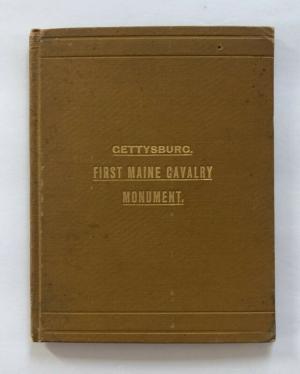 GETTYSBURG.
FIRST MAINE CAVALRY
MONUMENT.